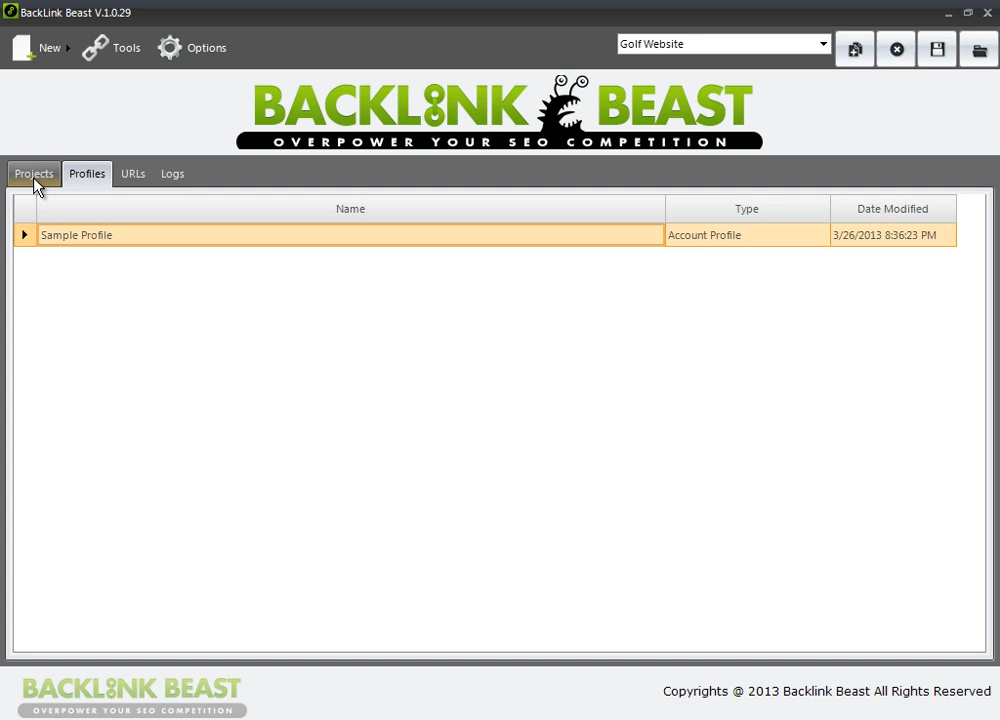 BackLink Beast V.1.0.29
New Tools Options Golf Website
BACKLINK BEAST
OVERPOWER YOUR SEO COMPETITION
Projects Profiles URLs Logs
Name Type Date Modified
Sample Profile Account Profile 3/26/2013 8:36:23 PM
BACKLINK BEAST
OVERPOWER YOUR SEO COMPETITION
Copyrights @ 2013 Backlink Beast All Rights Reserved